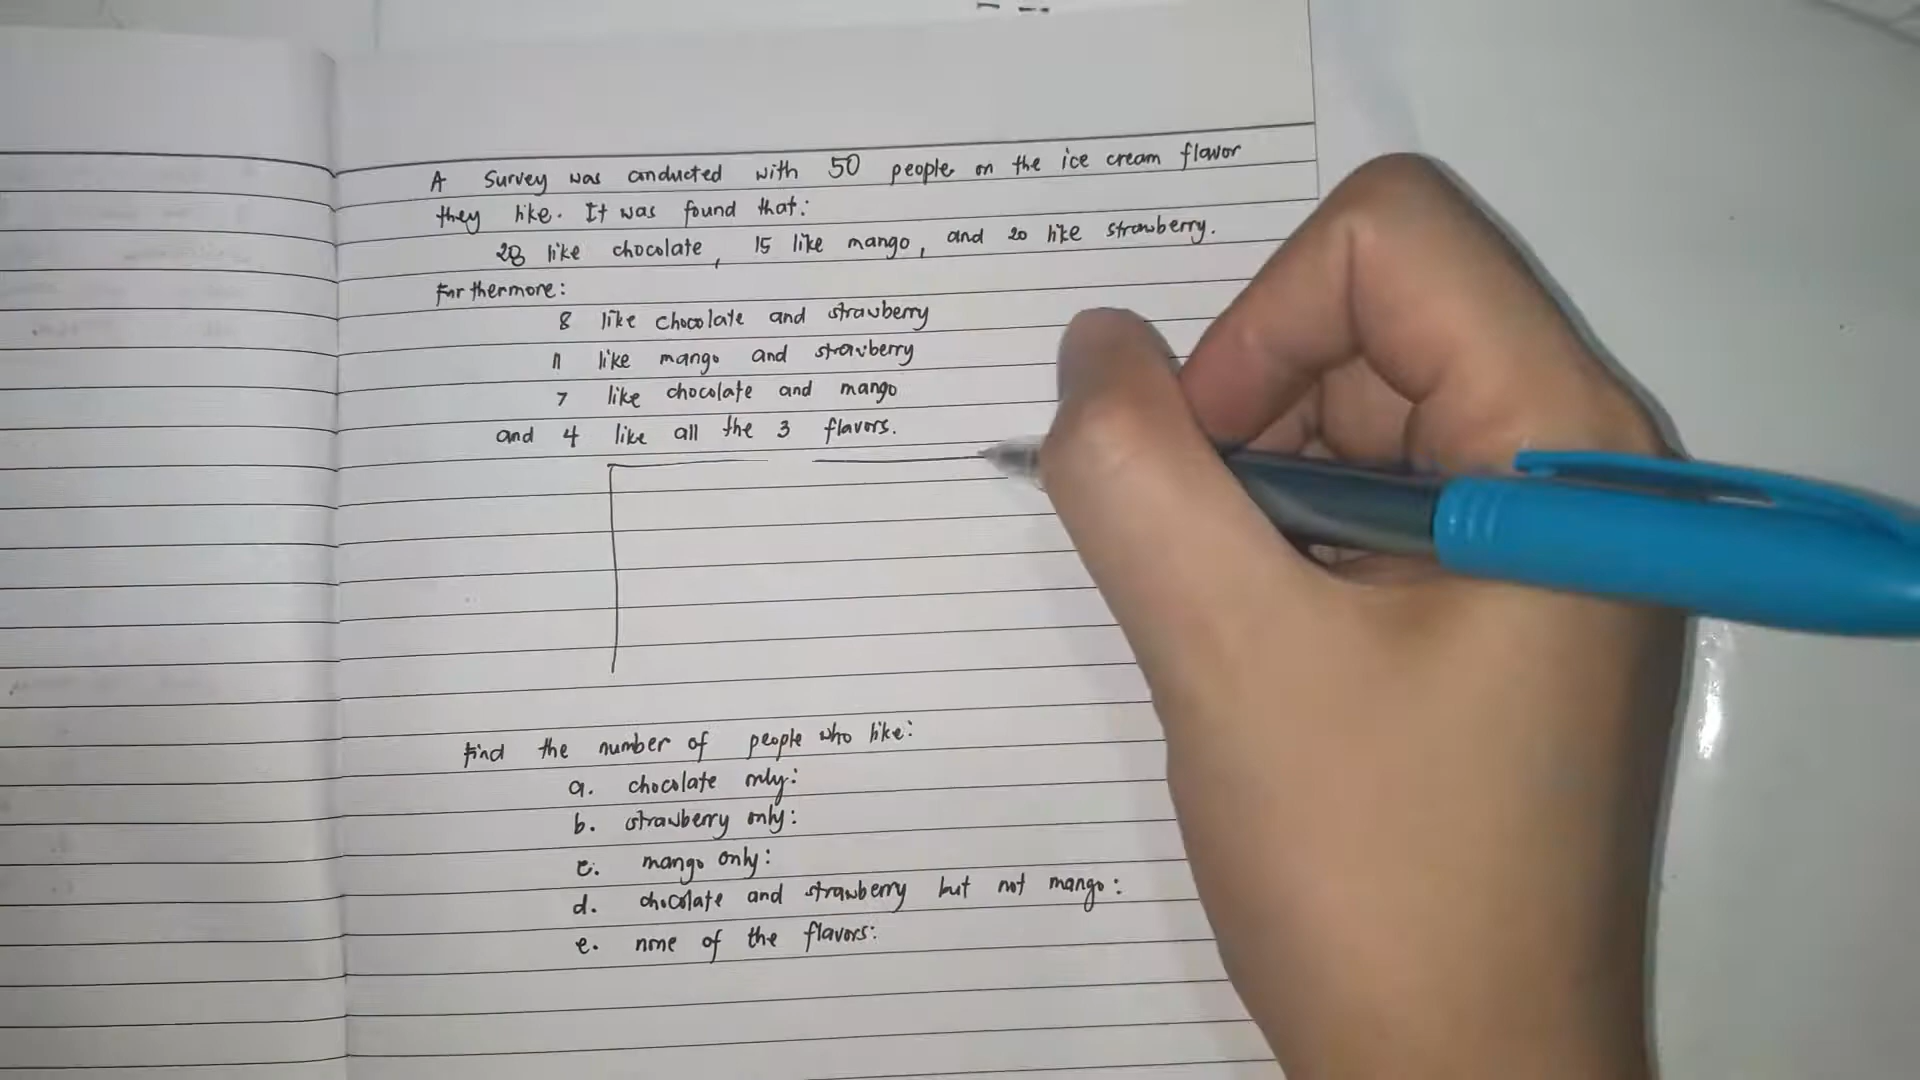 A Survey was conducted with 50 people on the ice cream flavor
they like. It was found that:
28 like chocolate, 15 like mango, and 20 like strawberry.
Furthermore:
8 like chocolate and strawberry
11 like mango and strawberry
7 like chocolate and mango
and 4 like all the 3 flavors.
Find the number of people who like:
a. chocolate only:
b. strawberry only:
c. mango only:
d. chocolate and strawberry but not mango:
e. none of the flavors: